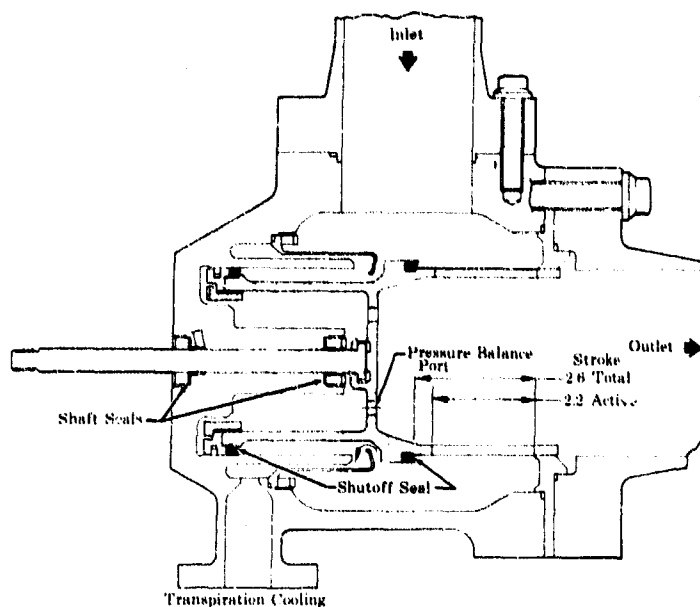 Inlet
Outlet
Pressure Balance
Port
Stroke
2.6 Total
2.2 Active
Shaft Seals
Shutoff Seal
Transpiration Cooling